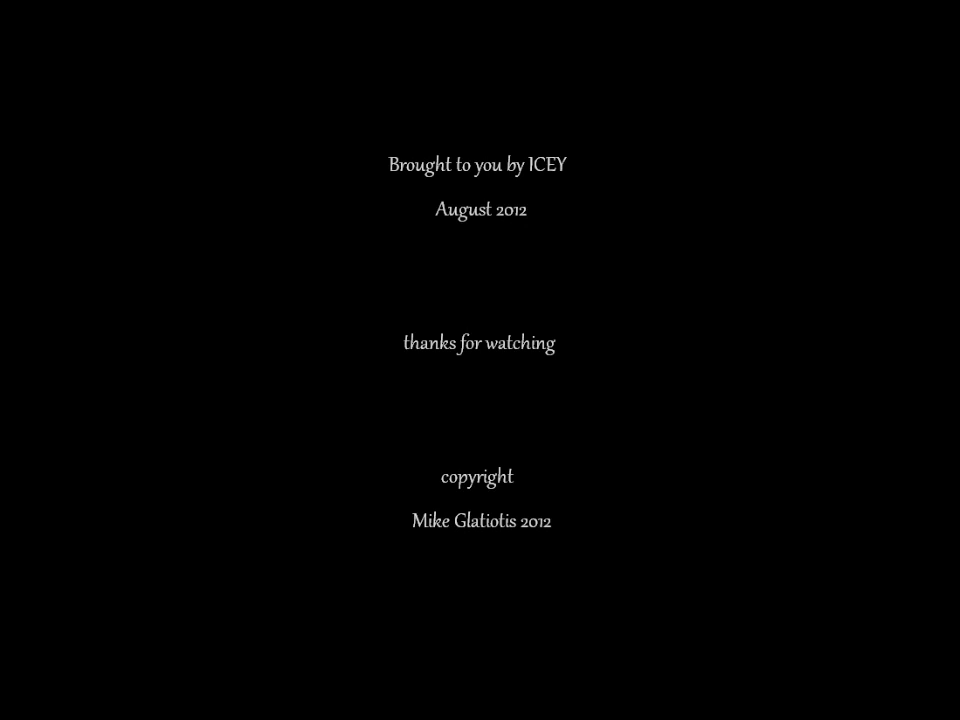 Brought to you by ICEY
August 2012
thanks for watching
copyright
Mike Glatiotis 2012